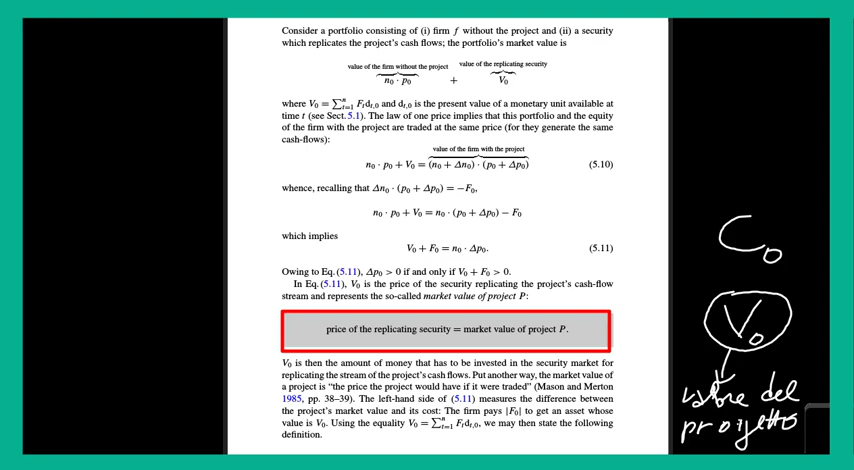 Consider a portfolio consisting of (i) firm f without the project and (ii) a security
which replicates the project's cash flows; the portfolio's market value is
value of the firm without the project value of the replicating security
n₀ · p₀ + V₀
where V₀ = ∑ⁿₜ₌₁ Fₜdₜ,₀ and dₜ,₀ is the present value of a monetary unit available at
time t (see Sect. 5.1). The law of one price implies that this portfolio and the equity
of the firm with the project are traded at the same price (for they generate the same
cash-flows):
value of the firm with the project
n₀ · p₀ + V₀ = (n₀ + Δn₀) · (p₀ + Δp₀) (5.10)
whence, recalling that Δn₀ · (p₀ + Δp₀) = −F₀,
n₀ · p₀ + V₀ = n₀ · (p₀ + Δp₀) − F₀
which implies
V₀ + F₀ = n₀ · Δp₀. (5.11)
Owing to Eq. (5.11), Δp₀ > 0 if and only if V₀ + F₀ > 0.
In Eq. (5.11), V₀ is the price of the security replicating the project's cash-flow
stream and represents the so-called market value of project P:
price of the replicating security = market value of project P.
V₀ is then the amount of money that has to be invested in the security market for
replicating the stream of the project's cash flows. Put another way, the market value of
a project is "the price the project would have if it were traded" (Mason and Merton
1985, pp. 38–39). The left-hand side of (5.11) measures the difference between
the project's market value and its cost: The firm pays |F₀| to get an asset whose
value is V₀. Using the equality V₀ = ∑ⁿₜ₌₁ Fₜdₜ,₀, we may then state the following
definition.
C₀
V₀
valore del
progetto